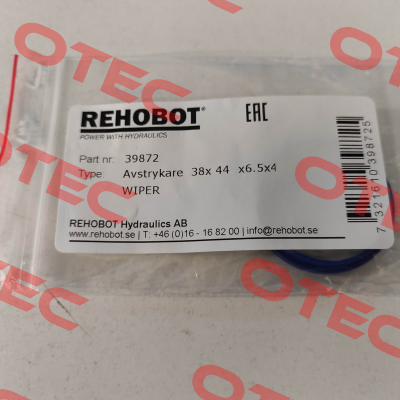 REHOBOT®
EAC
POWER WITH HYDRAULICS
Part nr: 39872
Type: Avstrykare 38x 44 x6.5x4
WIPER
REHOBOT Hydraulics AB
www.rehobot.se | T: +46 (0)16 - 16 82 00 | info@rehobot.se
7 321610 398725
OTEC
OTEC
OTEC
OTEC
OTEC